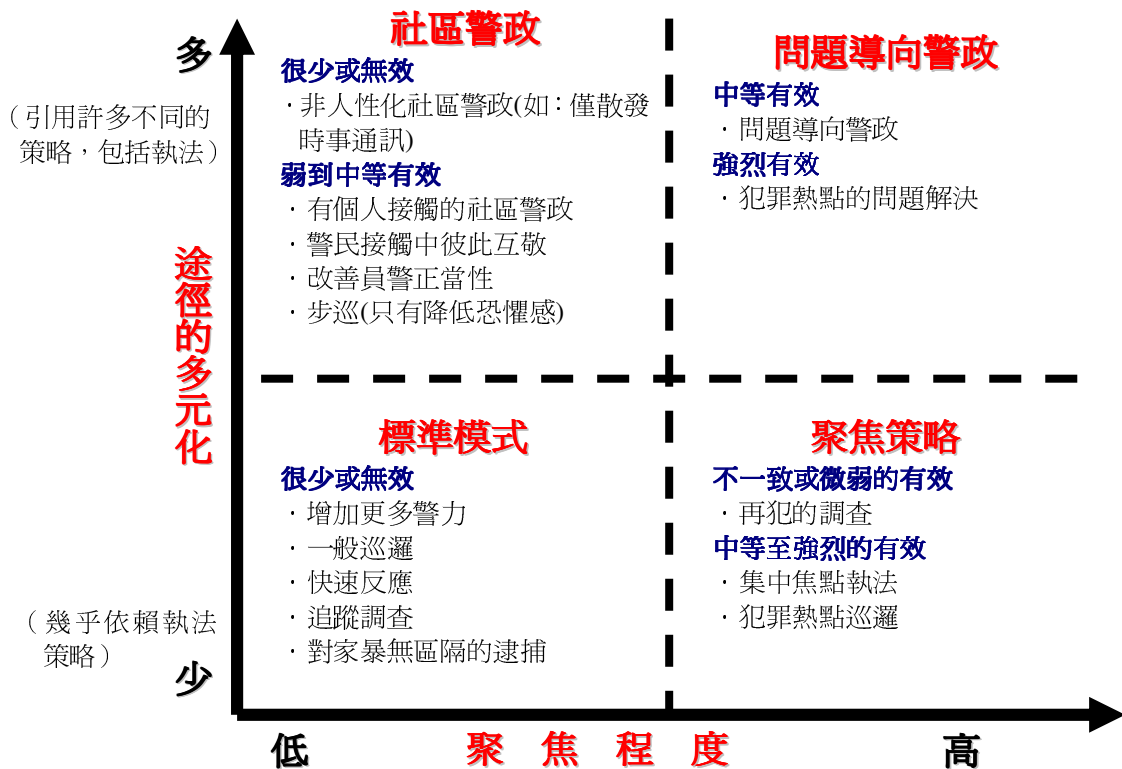 多
（引用許多不同的
策略，包括執法）
途徑的多元化
（幾乎依賴執法
策略）
少
社區警政
很少或無效
．非人性化社區警政(如：僅散發
時事通訊)
弱到中等有效
．有個人接觸的社區警政
．警民接觸中彼此互敬
．改善員警正當性
．步巡(只有降低恐懼感)
問題導向警政
中等有效
．問題導向警政
強烈有效
．犯罪熱點的問題解決
標準模式
很少或無效
．增加更多警力
．一般巡邏
．快速反應
．追蹤調查
．對家暴無區隔的逮捕
聚焦策略
不一致或微弱的有效
．再犯的調查
中等至強烈的有效
．集中焦點執法
．犯罪熱點巡邏
低 聚焦程度 高